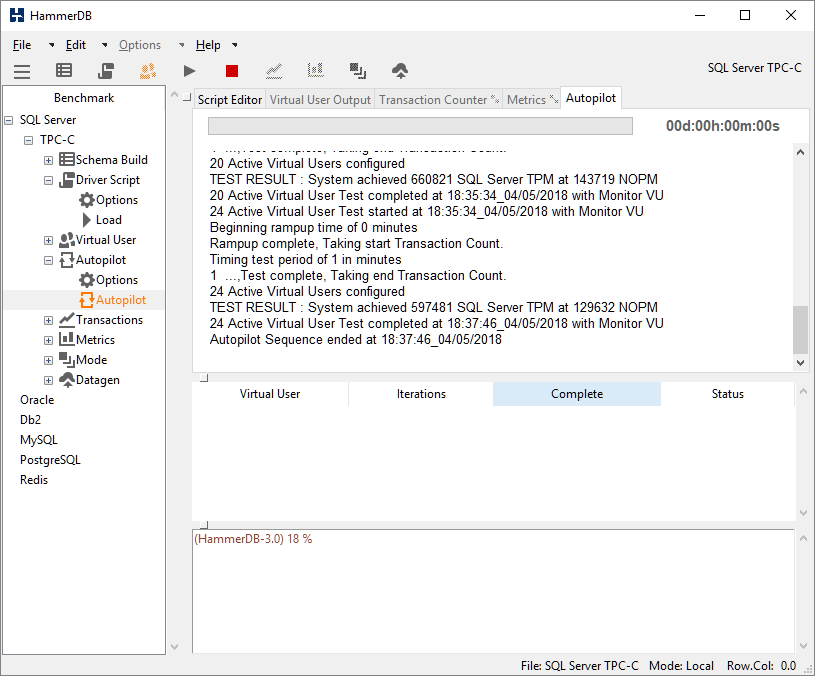 HammerDB
File Edit Options Help
SQL Server TPC-C
Benchmark
SQL Server
TPC-C
Schema Build
Driver Script
Options
Load
Virtual User
Autopilot
Options
Autopilot
Transactions
Metrics
Mode
Datagen
Oracle
Db2
MySQL
PostgreSQL
Redis
Script Editor Virtual User Output Transaction Counter Metrics Autopilot
00d:00h:00m:00s
1 ...,Test complete, Taking end Transaction Count.
20 Active Virtual Users configured
TEST RESULT : System achieved 660821 SQL Server TPM at 143719 NOPM
20 Active Virtual User Test completed at 18:35:34_04/05/2018 with Monitor VU
24 Active Virtual User Test started at 18:35:34_04/05/2018 with Monitor VU
Beginning rampup time of 0 minutes
Rampup complete, Taking start Transaction Count.
Timing test period of 1 in minutes
1 ...,Test complete, Taking end Transaction Count.
24 Active Virtual Users configured
TEST RESULT : System achieved 597481 SQL Server TPM at 129632 NOPM
24 Active Virtual User Test completed at 18:37:46_04/05/2018 with Monitor VU
Autopilot Sequence ended at 18:37:46_04/05/2018
Virtual User Iterations Complete Status
(HammerDB-3.0) 18 %
File: SQL Server TPC-C Mode: Local Row.Col: 0.0